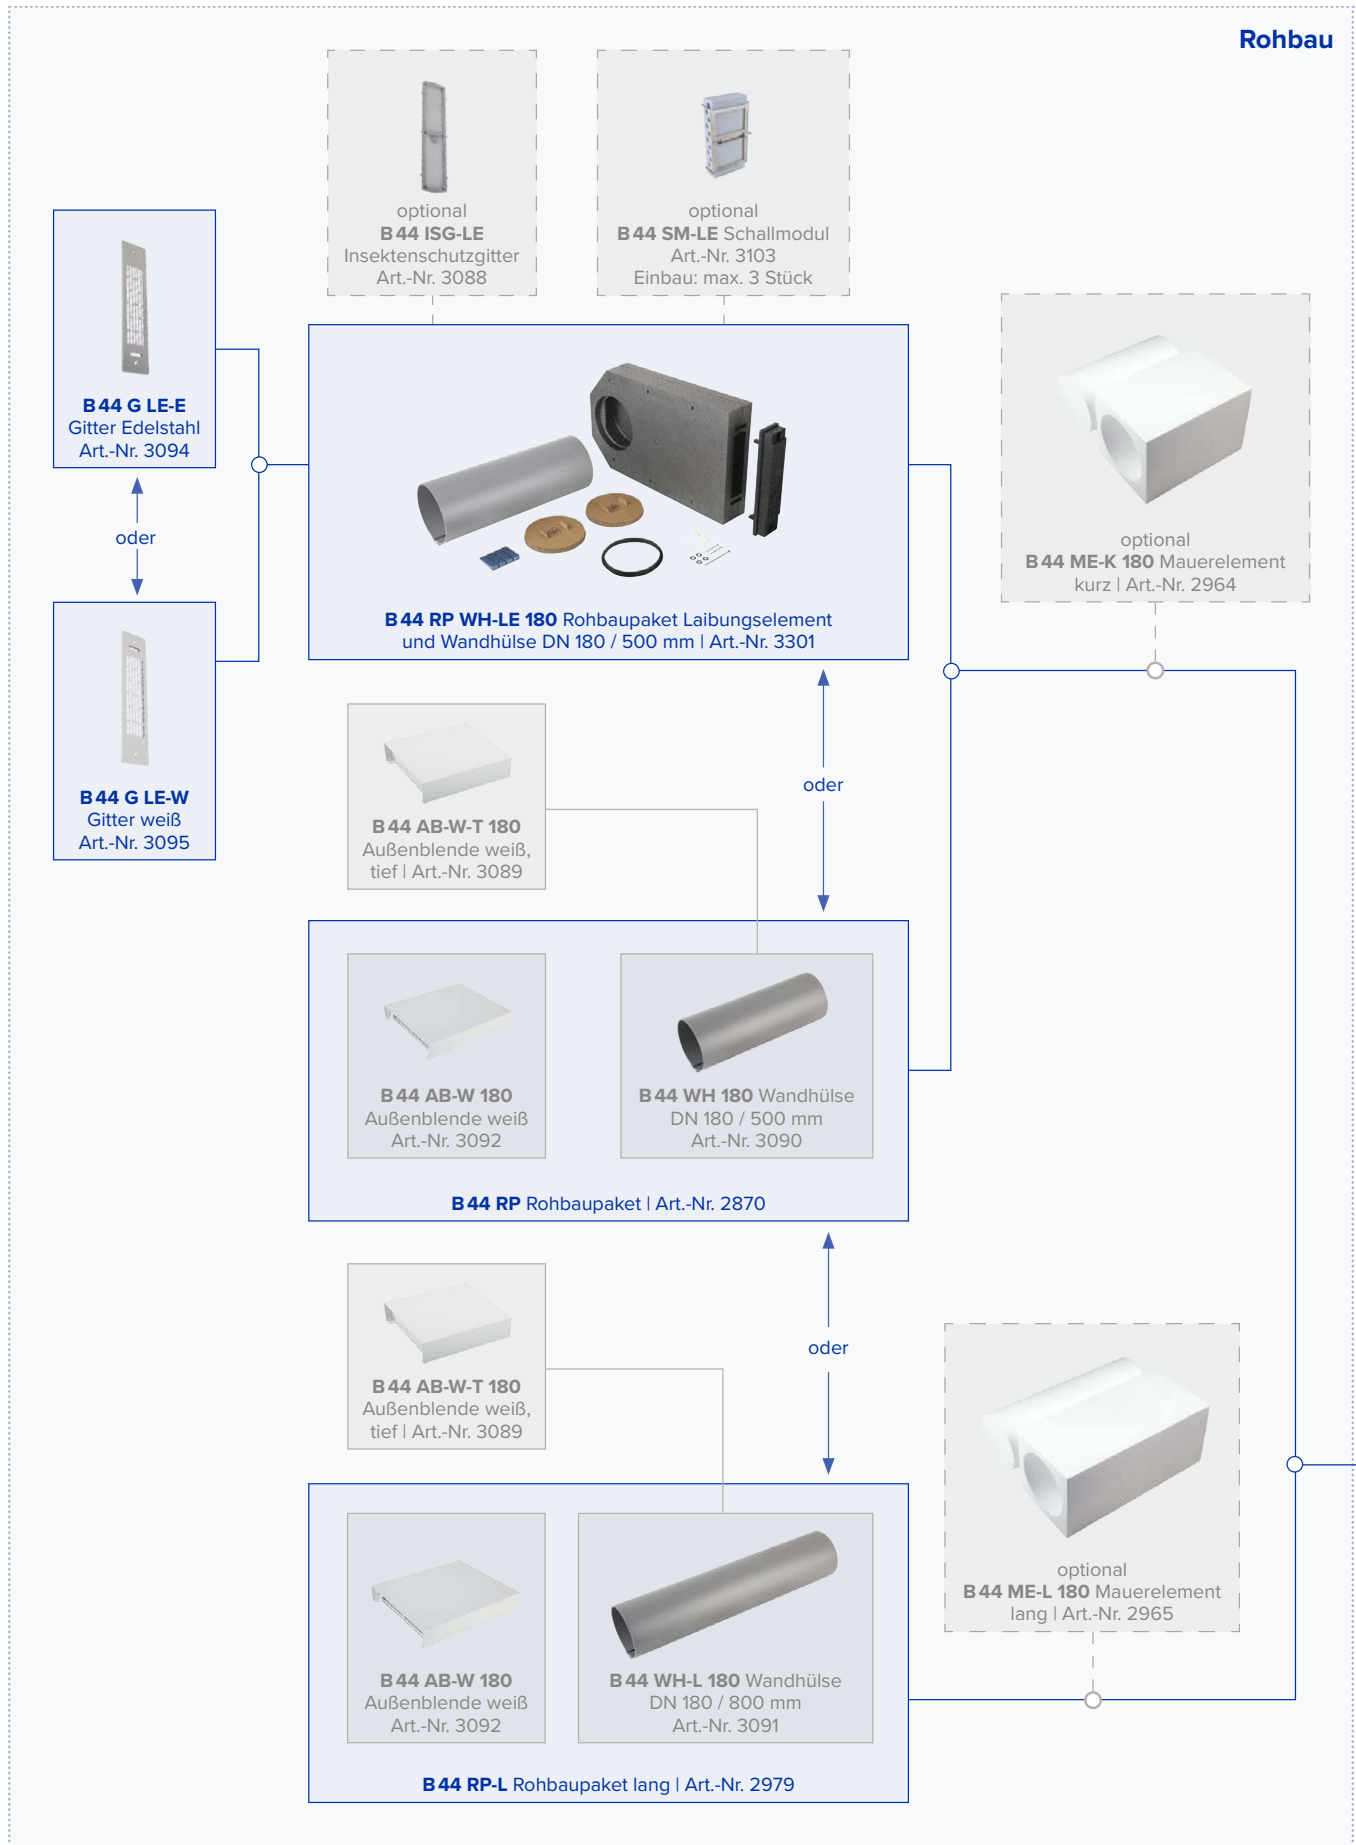 Rohbau
optional
B 44 ISG-LE
Insektenschutzgitter
Art.-Nr. 3088
optional
B 44 SM-LE Schallmodul
Art.-Nr. 3103
Einbau: max. 3 Stück
B 44 G LE-E
Gitter Edelstahl
Art.-Nr. 3094
oder
B 44 G LE-W
Gitter weiß
Art.-Nr. 3095
B 44 RP WH-LE 180 Rohbaupaket Laibungselement
und Wandhülse DN 180 / 500 mm | Art.-Nr. 3301
optional
B 44 ME-K 180 Mauerelement
kurz | Art.-Nr. 2964
oder
B 44 AB-W-T 180
Außenblende weiß,
tief | Art.-Nr. 3089
B 44 AB-W 180
Außenblende weiß
Art.-Nr. 3092
B 44 WH 180 Wandhülse
DN 180 / 500 mm
Art.-Nr. 3090
B 44 RP Rohbaupaket | Art.-Nr. 2870
oder
B 44 AB-W-T 180
Außenblende weiß,
tief | Art.-Nr. 3089
optional
B 44 ME-L 180 Mauerelement
lang | Art.-Nr. 2965
B 44 AB-W 180
Außenblende weiß
Art.-Nr. 3092
B 44 WH-L 180 Wandhülse
DN 180 / 800 mm
Art.-Nr. 3091
B 44 RP-L Rohbaupaket lang | Art.-Nr. 2979